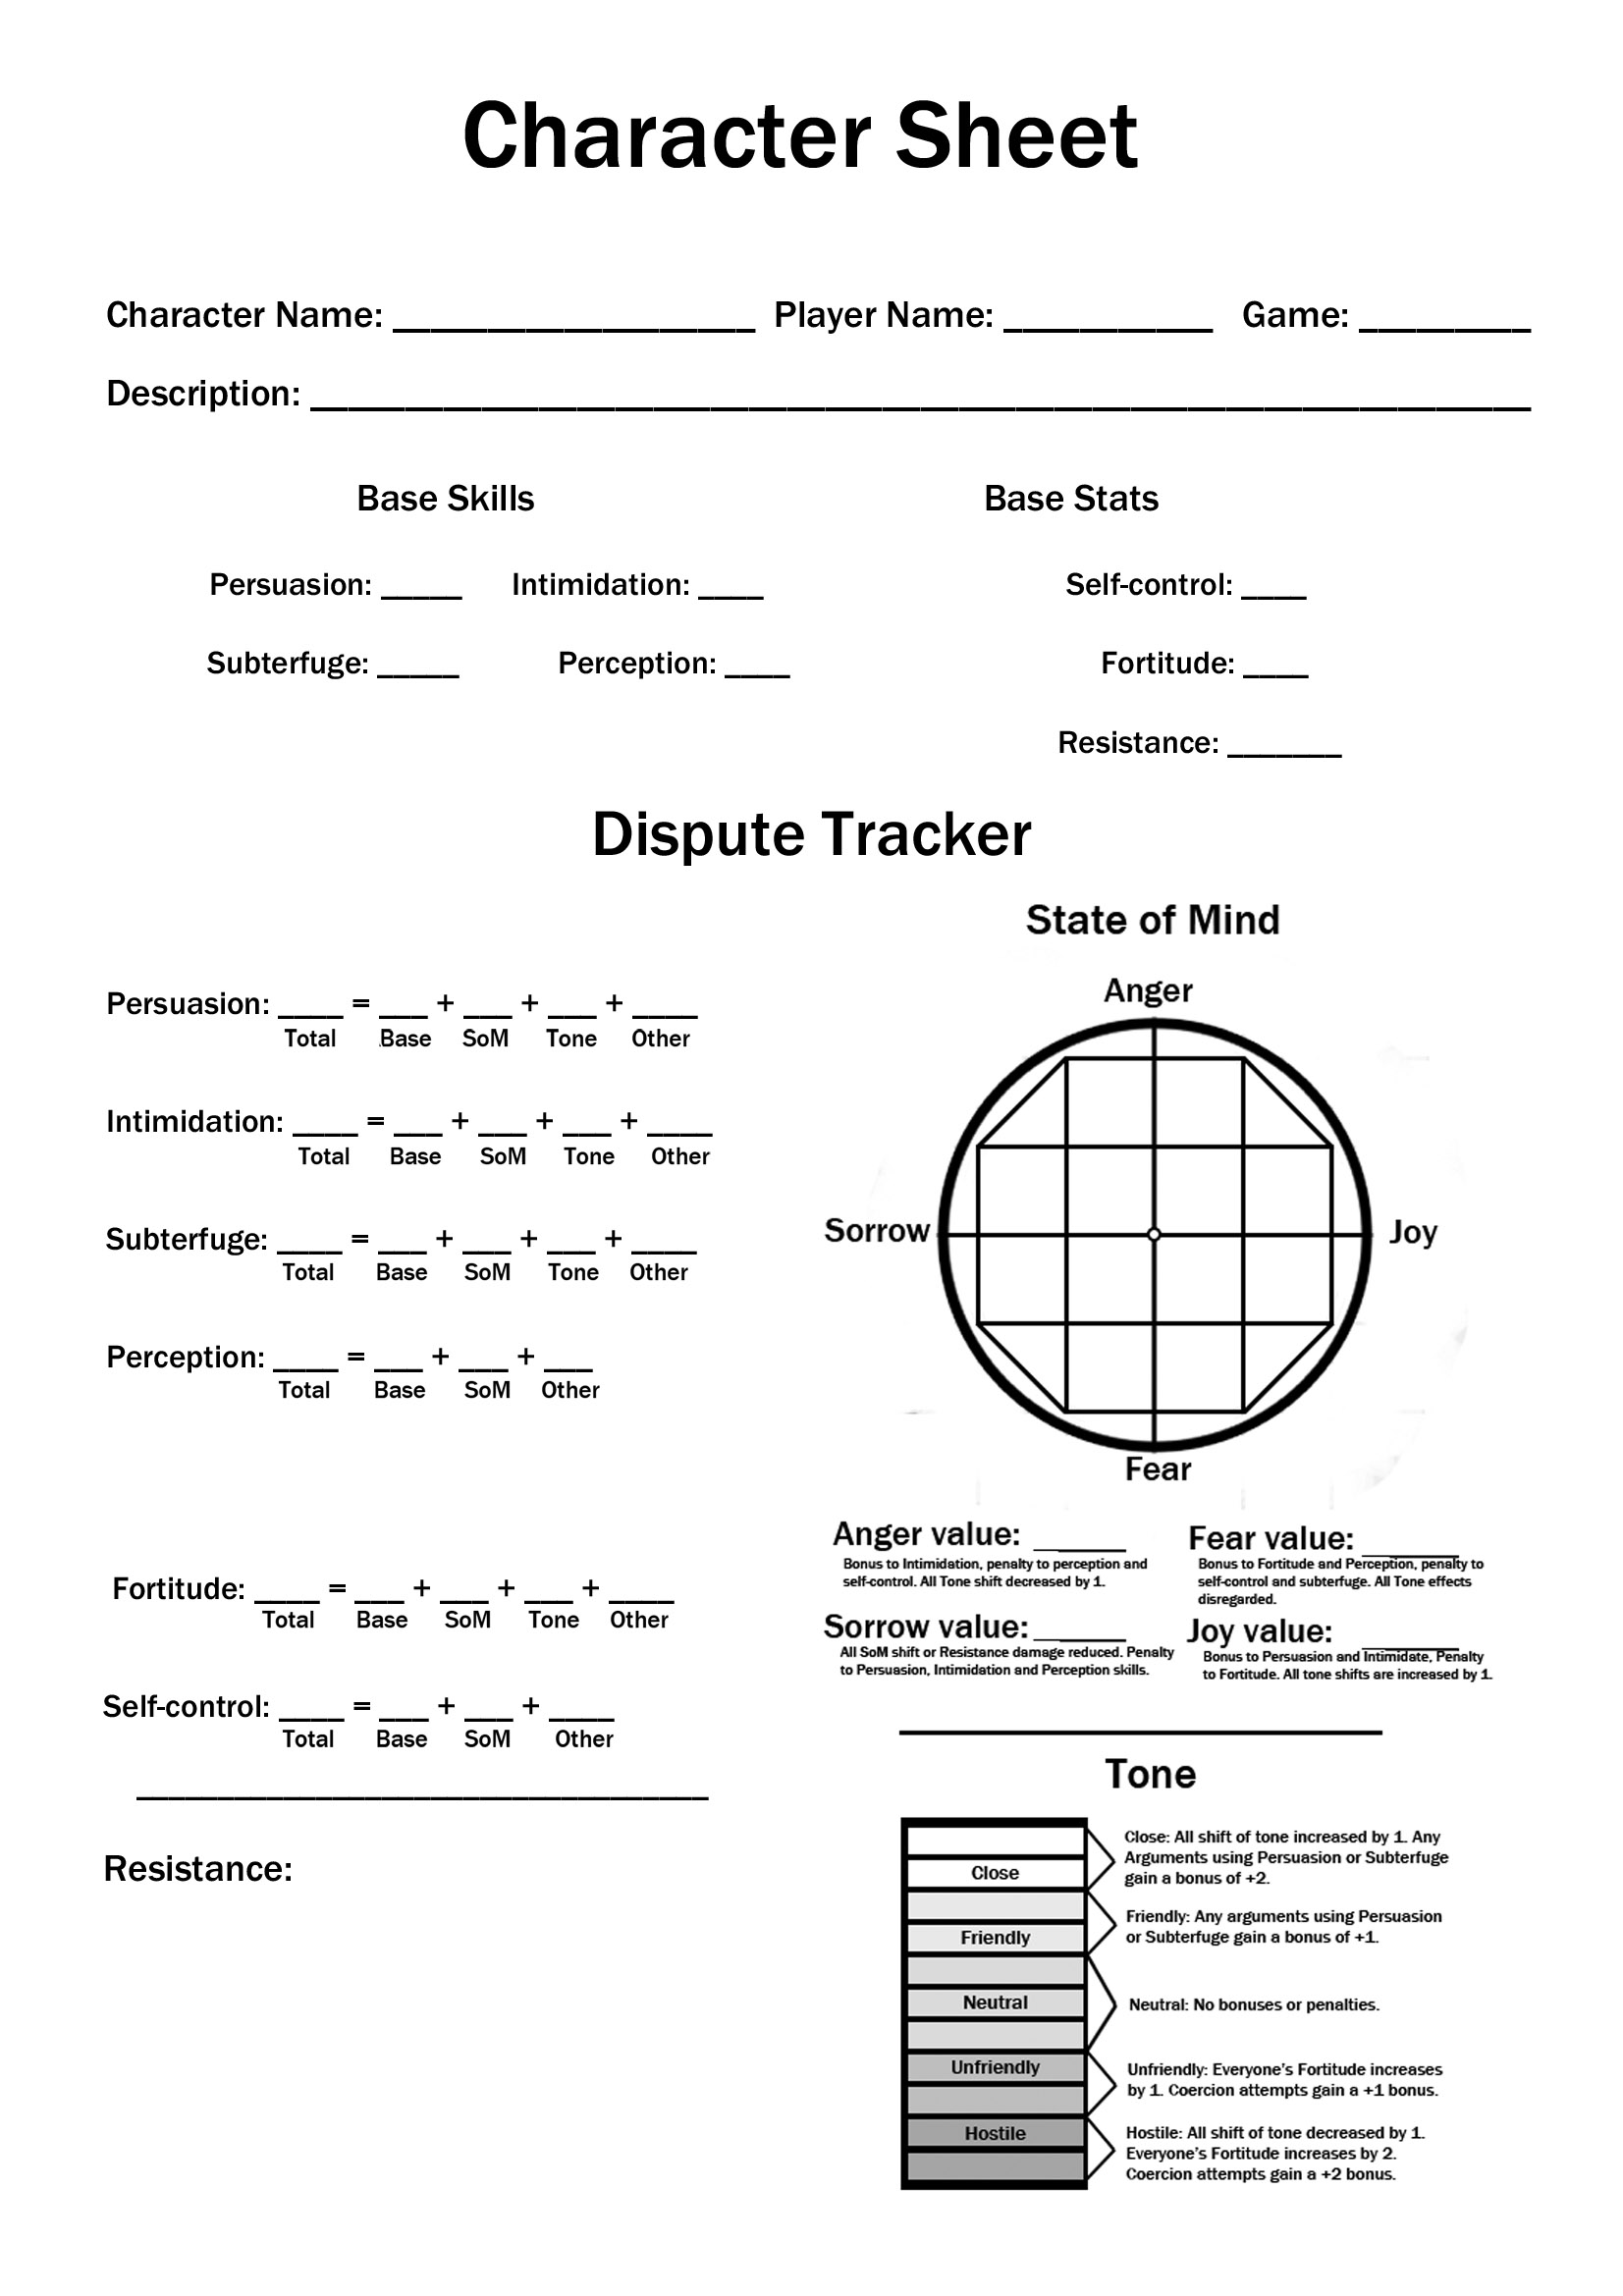 Character Sheet
Character Name: ___________________ Player Name: ___________ Game: _________
Description: ________________________________________________________________
Base Skills
Base Stats
Persuasion: _____ Intimidation: ____
Self-control: ____
Subterfuge: _____ Perception: ____
Fortitude: ____
Resistance: _______
Dispute Tracker
Persuasion: ____ = ___ + ___ + ___ + ____
Total Base SoM Tone Other
Intimidation: ____ = ___ + ___ + ___ + ____
Total Base SoM Tone Other
Subterfuge: ____ = ___ + ___ + ___ + ____
Total Base SoM Tone Other
Perception: ____ = ___ + ___ + ___
Total Base SoM Other
Fortitude: ____ = ___ + ___ + ___ + ____
Total Base SoM Tone Other
Self-control: ____ = ___ + ___ + ____
Total Base SoM Other
Resistance:
State of Mind
Anger
Sorrow
Joy
Fear
Anger value: ______
Bonus to Intimidation, penalty to perception and
self-control. All Tone shift decreased by 1.
Fear value: ______
Bonus to Fortitude and Perception, penalty to
self-control and subterfuge. All Tone effects
disregarded.
Sorrow value: ______
All SoM shift or Resistance damage reduced. Penalty
to Persuasion, Intimidation and Perception skills.
Joy value: ______
Bonus to Persuasion and Intimidate, Penalty
to Fortitude. All tone shifts are increased by 1.
Tone
Close
Friendly
Neutral
Unfriendly
Hostile
Close: All shift of tone increased by 1. Any
Arguments using Persuasion or Subterfuge
gain a bonus of +2.
Friendly: Any arguments using Persuasion
or Subterfuge gain a bonus of +1.
Neutral: No bonuses or penalties.
Unfriendly: Everyone's Fortitude increases
by 1. Coercion attempts gain a +1 bonus.
Hostile: All shift of tone decreased by 1.
Everyone's Fortitude increases by 2.
Coercion attempts gain a +2 bonus.